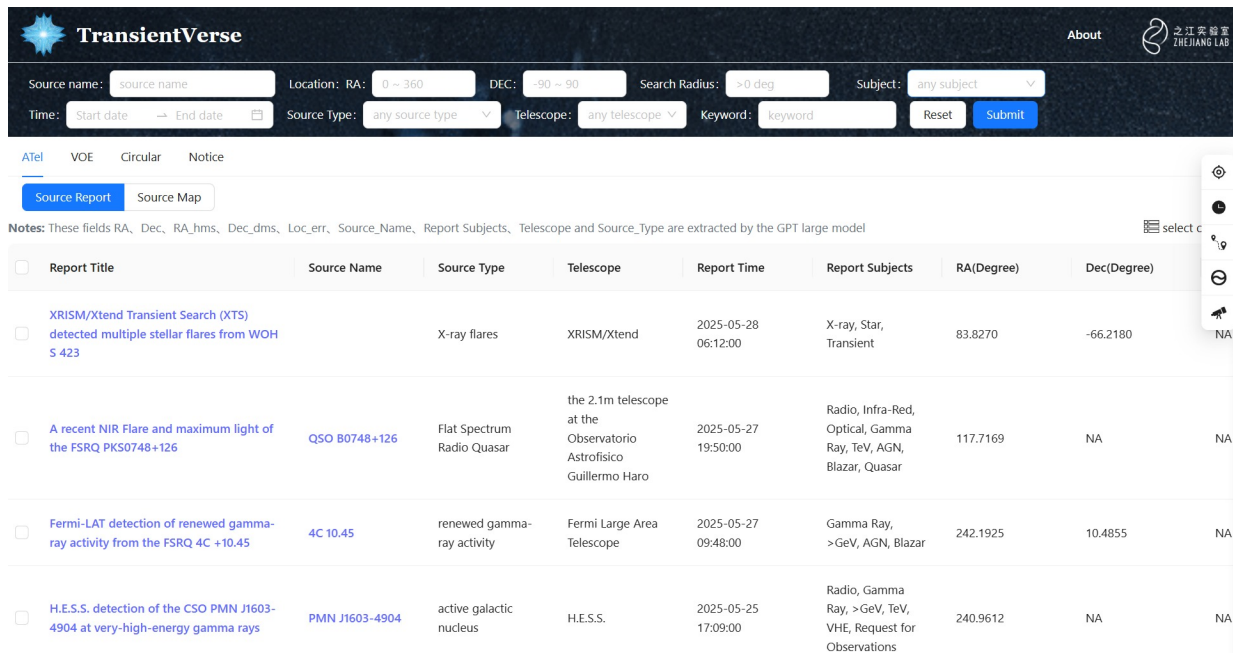 TransientVerse
About
之江实验室
ZHEJIANG LAB
Source name: source name Location: RA: 0 ~ 360 DEC: -90 ~ 90 Search Radius: >0 deg Subject: any subject
Time: Start date → End date Source Type: any source type Telescope: any telescope Keyword: keyword Reset Submit
ATel VOE Circular Notice
Source Report Source Map
Notes: These fields RA、Dec、RA_hms、Dec_dms、Loc_err、Source_Name、Report Subjects、Telescope and Source_Type are extracted by the GPT large model
select
Report Title Source Name Source Type Telescope Report Time Report Subjects RA(Degree) Dec(Degree)
XRISM/Xtend Transient Search (XTS)
detected multiple stellar flares from WOH
S 423
X-ray flares
XRISM/Xtend
2025-05-28
06:12:00
X-ray, Star,
Transient
83.8270
-66.2180
NA
A recent NIR Flare and maximum light of
the FSRQ PKS0748+126
QSO B0748+126
Flat Spectrum
Radio Quasar
the 2.1m telescope
at the
Observatorio
Astrofisico
Guillermo Haro
2025-05-27
19:50:00
Radio, Infra-Red,
Optical, Gamma
Ray, TeV, AGN,
Blazar, Quasar
117.7169
NA
NA
Fermi-LAT detection of renewed gamma-
ray activity from the FSRQ 4C +10.45
4C 10.45
renewed gamma-
ray activity
Fermi Large Area
Telescope
2025-05-27
09:48:00
Gamma Ray,
>GeV, AGN, Blazar
242.1925
10.4855
NA
H.E.S.S. detection of the CSO PMN J1603-
4904 at very-high-energy gamma rays
PMN J1603-4904
active galactic
nucleus
H.E.S.S.
2025-05-25
17:09:00
Radio, Gamma
Ray, >GeV, TeV,
VHE, Request for
Observations
240.9612
NA
NA